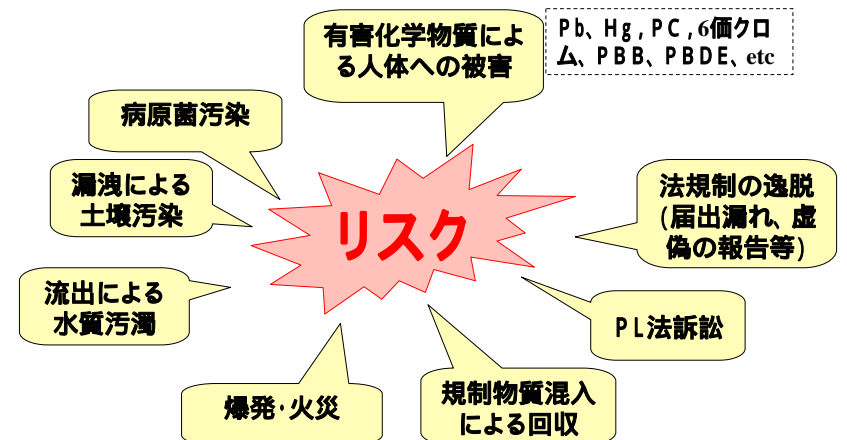 有害化学物質によ
る人体への被害
Pb、Hg,PC,6価クロ
ム、PBB、PBDE、etc
病原菌汚染
漏洩による
土壌汚染
法規制の逸脱
(届出漏れ、虚
偽の報告等)
リスク
流出による
水質汚濁
PL法訴訟
爆発・火災
規制物質混入
による回収